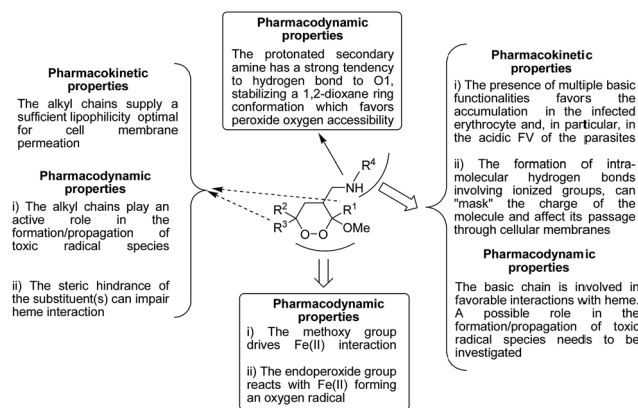 Pharmacodynamic
properties
The protonated secondary
amine has a strong tendency
to hydrogen bond to O1,
stabilizing a 1,2-dioxane ring
conformation which favors
peroxide oxygen accessibility
Pharmacokinetic
properties
The alkyl chains supply a
sufficient lipophilicity optimal
for cell membrane
permeation
Pharmacodynamic
properties
i) The alkyl chains play an
active role in the
formation/propagation of
toxic radical species
ii) The steric hindrance of
the substituent(s) can impair
heme interaction
R4
NH
R2
R1
R3
OMe
O-O
Pharmacodynamic
properties
i) The methoxy group
drives Fe(II) interaction
ii) The endoperoxide group
reacts with Fe(II) forming
an oxygen radical
Pharmacokinetic
properties
i) The presence of multiple basic
functionalities favors the
accumulation in the infected
erythrocyte and, in particular, in
the acidic FV of the parasites
ii) The formation of intra-
molecular hydrogen bonds
involving ionized groups, can
"mask" the charge of the
molecule and affect its passage
through cellular membranes
Pharmacodynamic
properties
The basic chain is involved in
favorable interactions with heme.
A possible role in the
formation/propagation of toxic
radical species needs to be
investigated